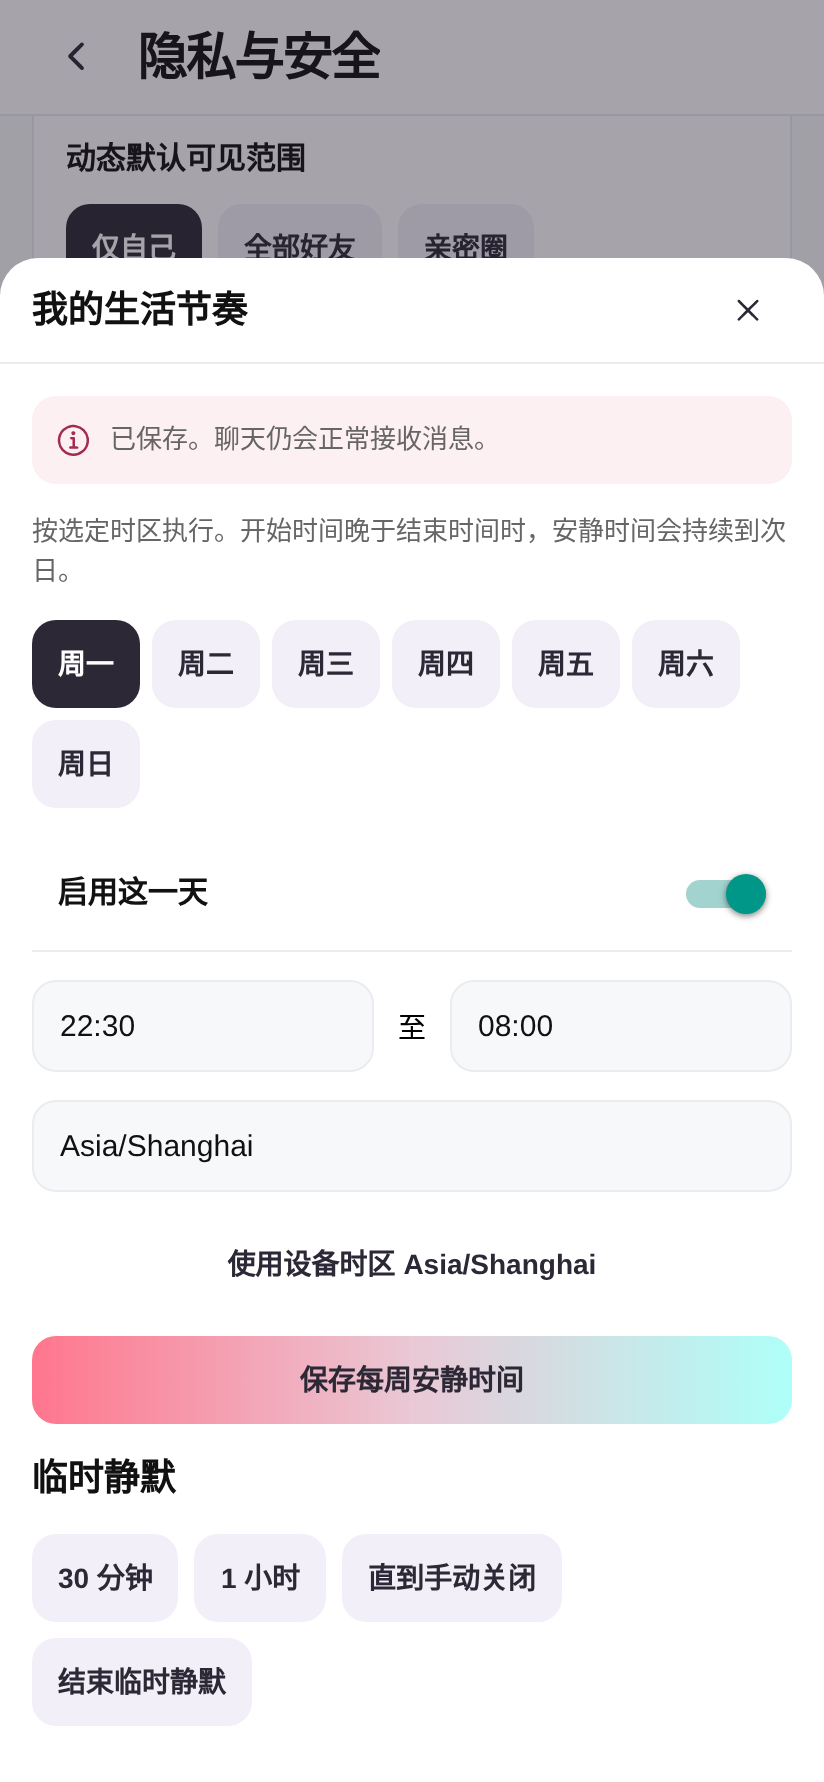 隐私与安全
动态默认可见范围
仅自己 全部好友 亲密圈
我的生活节奏
已保存。聊天仍会正常接收消息。
按选定时区执行。开始时间晚于结束时间时，安静时间会持续到次
日。
周一 周二 周三 周四 周五 周六
周日
启用这一天
22:30 至 08:00
Asia/Shanghai
使用设备时区 Asia/Shanghai
保存每周安静时间
临时静默
30 分钟 1 小时 直到手动关闭
结束临时静默